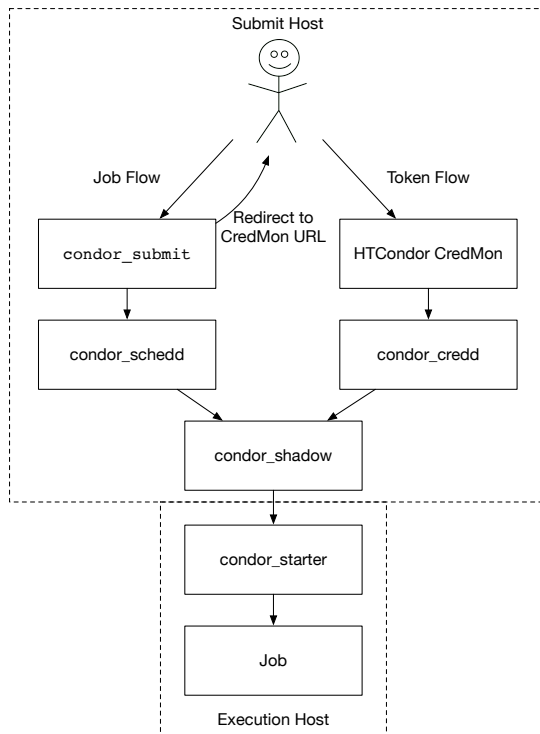 Submit Host
Job Flow
Token Flow
Redirect to
CredMon URL
condor_submit
HTCondor CredMon
condor_schedd
condor_credd
condor_shadow
condor_starter
Job
Execution Host